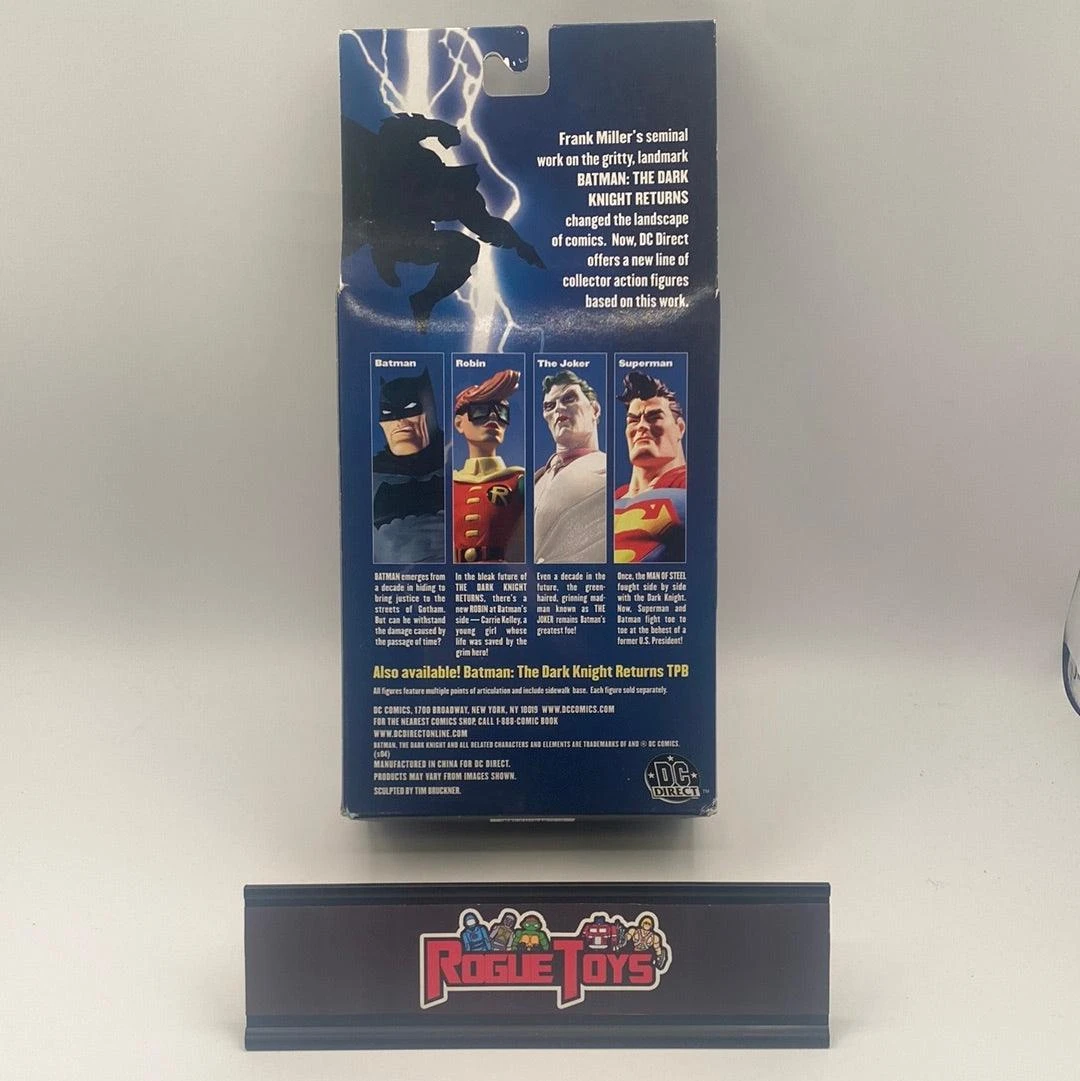 Frank Miller's seminal
work on the gritty, landmark
BATMAN: THE DARK
KNIGHT RETURNS
changed the landscape
of comics. Now, DC Direct
offers a new line of
collector action figures
based on this work.
Batman
Robin
The Joker
Superman
R
BATMAN emerges from
a decade in hiding to
bring justice to the
streets of Gotham.
But can he withstand
the damage caused by
the passage of time?
In the bleak future of
THE DARK KNIGHT
RETURNS, there's a
new ROBIN at Batman's
side — Carrie Kelley, a
young girl whose
life was saved by the
grim hero!
Even a decade in the
future, the green-
haired, grinning mad-
man known as THE
JOKER remains Batman's
greatest foe!
Once, the MAN OF STEEL
fought side by side
with the Dark Knight.
Now, Superman and
Batman fight toe to
toe at the behest of a
former U.S. President!
Also available! Batman: The Dark Knight Returns TPB
All figures feature multiple points of articulation and include sidewalk base. Each figure sold separately.
DC COMICS, 1700 BROADWAY, NEW YORK, NY 10019 WWW.DCCOMICS.COM
FOR THE NEAREST COMICS SHOP, CALL 1-888-COMIC BOOK
WWW.DCDIRECTONLINE.COM
BATMAN, THE DARK KNIGHT AND ALL RELATED CHARACTERS AND ELEMENTS ARE TRADEMARKS OF AND © DC COMICS.
(s04)
MANUFACTURED IN CHINA FOR DC DIRECT.
PRODUCTS MAY VARY FROM IMAGES SHOWN.
SCULPTED BY TIM BRUCKNER.
DC
DIRECT TM
ROGUE TOYS